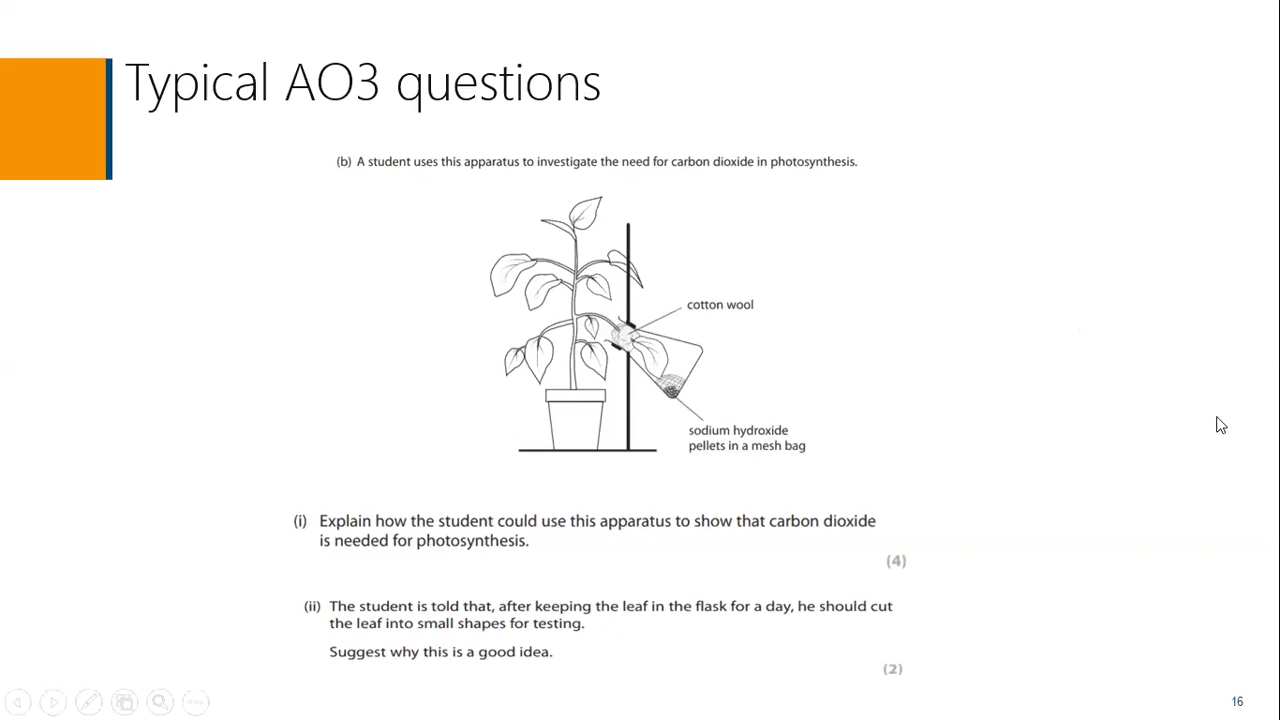 Typical AO3 questions
(b) A student uses this apparatus to investigate the need for carbon dioxide in photosynthesis.
cotton wool
sodium hydroxide
pellets in a mesh bag
(i) Explain how the student could use this apparatus to show that carbon dioxide
is needed for photosynthesis.
(4)
(ii) The student is told that, after keeping the leaf in the flask for a day, he should cut
the leaf into small shapes for testing.
Suggest why this is a good idea.
(2)
16